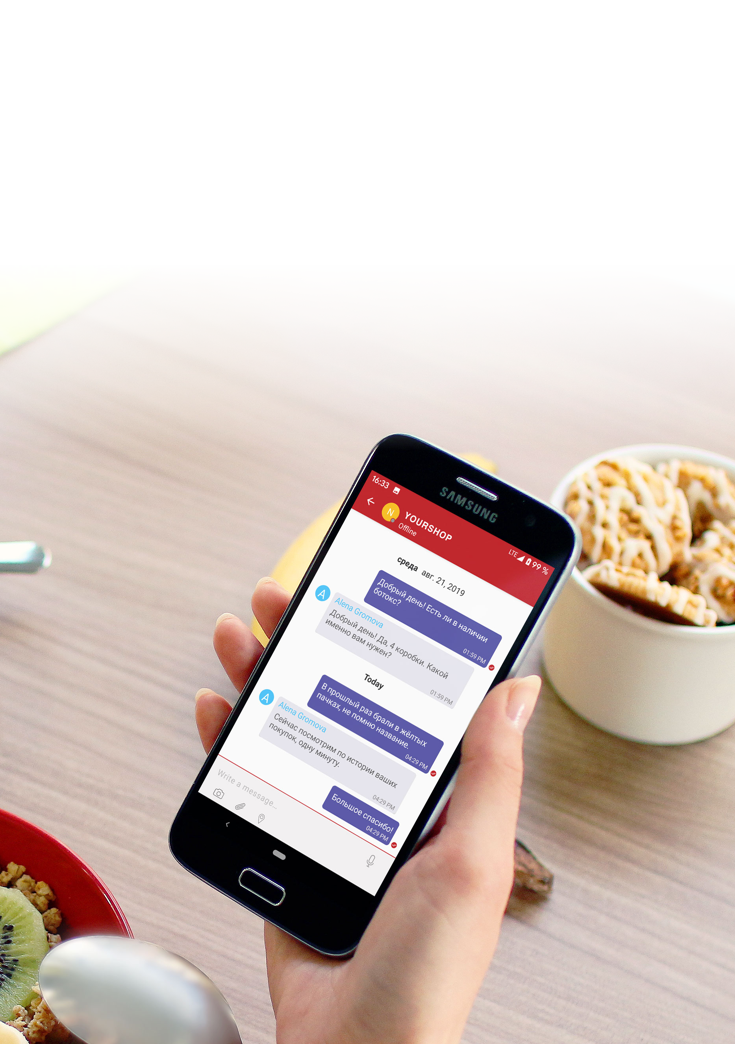 SAMSUNG
16:33
LTE 99 %
N
YOURSHOP
Offline
среда авг. 21, 2019
Добрый день! Есть ли в наличии
ботокс?
01:59 PM
A
Alena Gromova
Добрый день! Да, 4 коробки. Какой
именно вам нужен?
01:59 PM
Today
В прошлый раз брали в жёлтых
пачках, не помню название.
04:29 PM
A
Alena Gromova
Сейчас посмотрим по истории ваших
покупок, одну минуту.
04:29 PM
Большое спасибо!
04:29 PM
Write a message...